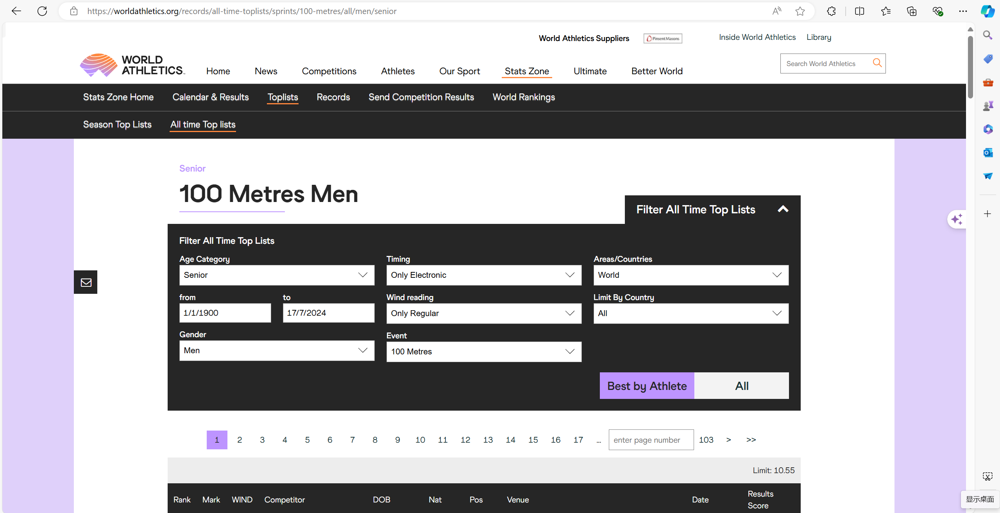 https://worldathletics.org/records/all-time-toplists/sprints/100-metres/all/men/senior
World Athletics Suppliers
Pinsent Masons
Inside World Athletics
Library
WORLD
ATHLETICS
Home
News
Competitions
Athletes
Our Sport
Stats Zone
Ultimate
Better World
Search World Athletics
Stats Zone Home
Calendar & Results
Toplists
Records
Send Competition Results
World Rankings
Season Top Lists
All time Top lists
Senior
100 Metres Men
Filter All Time Top Lists
Filter All Time Top Lists
Age Category
Timing
Areas/Countries
Senior
Only Electronic
World
from
to
Wind reading
Limit By Country
1/1/1900
17/7/2024
Only Regular
All
Gender
Event
Men
100 Metres
Best by Athlete
All
1 2 3 4 5 6 7 8 9 10 11 12 13 14 15 16 17 ... enter page number 103 > >>
Limit: 10.55
Rank Mark WIND Competitor DOB Nat Pos Venue Date Results Score
显示桌面